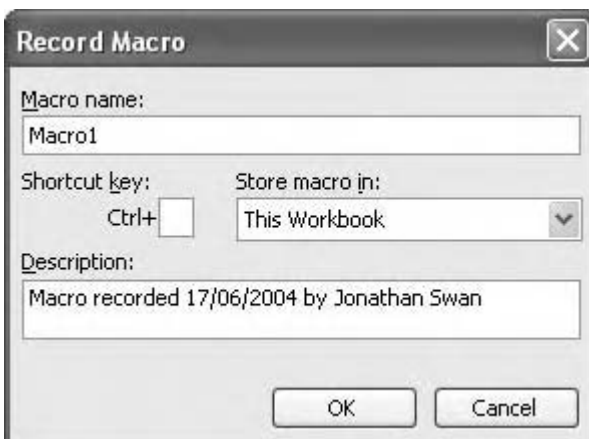 Record Macro
Macro name:
Macro1
Shortcut key: Store macro in:
Ctrl+ This Workbook
Description:
Macro recorded 17/06/2004 by Jonathan Swan
OK Cancel